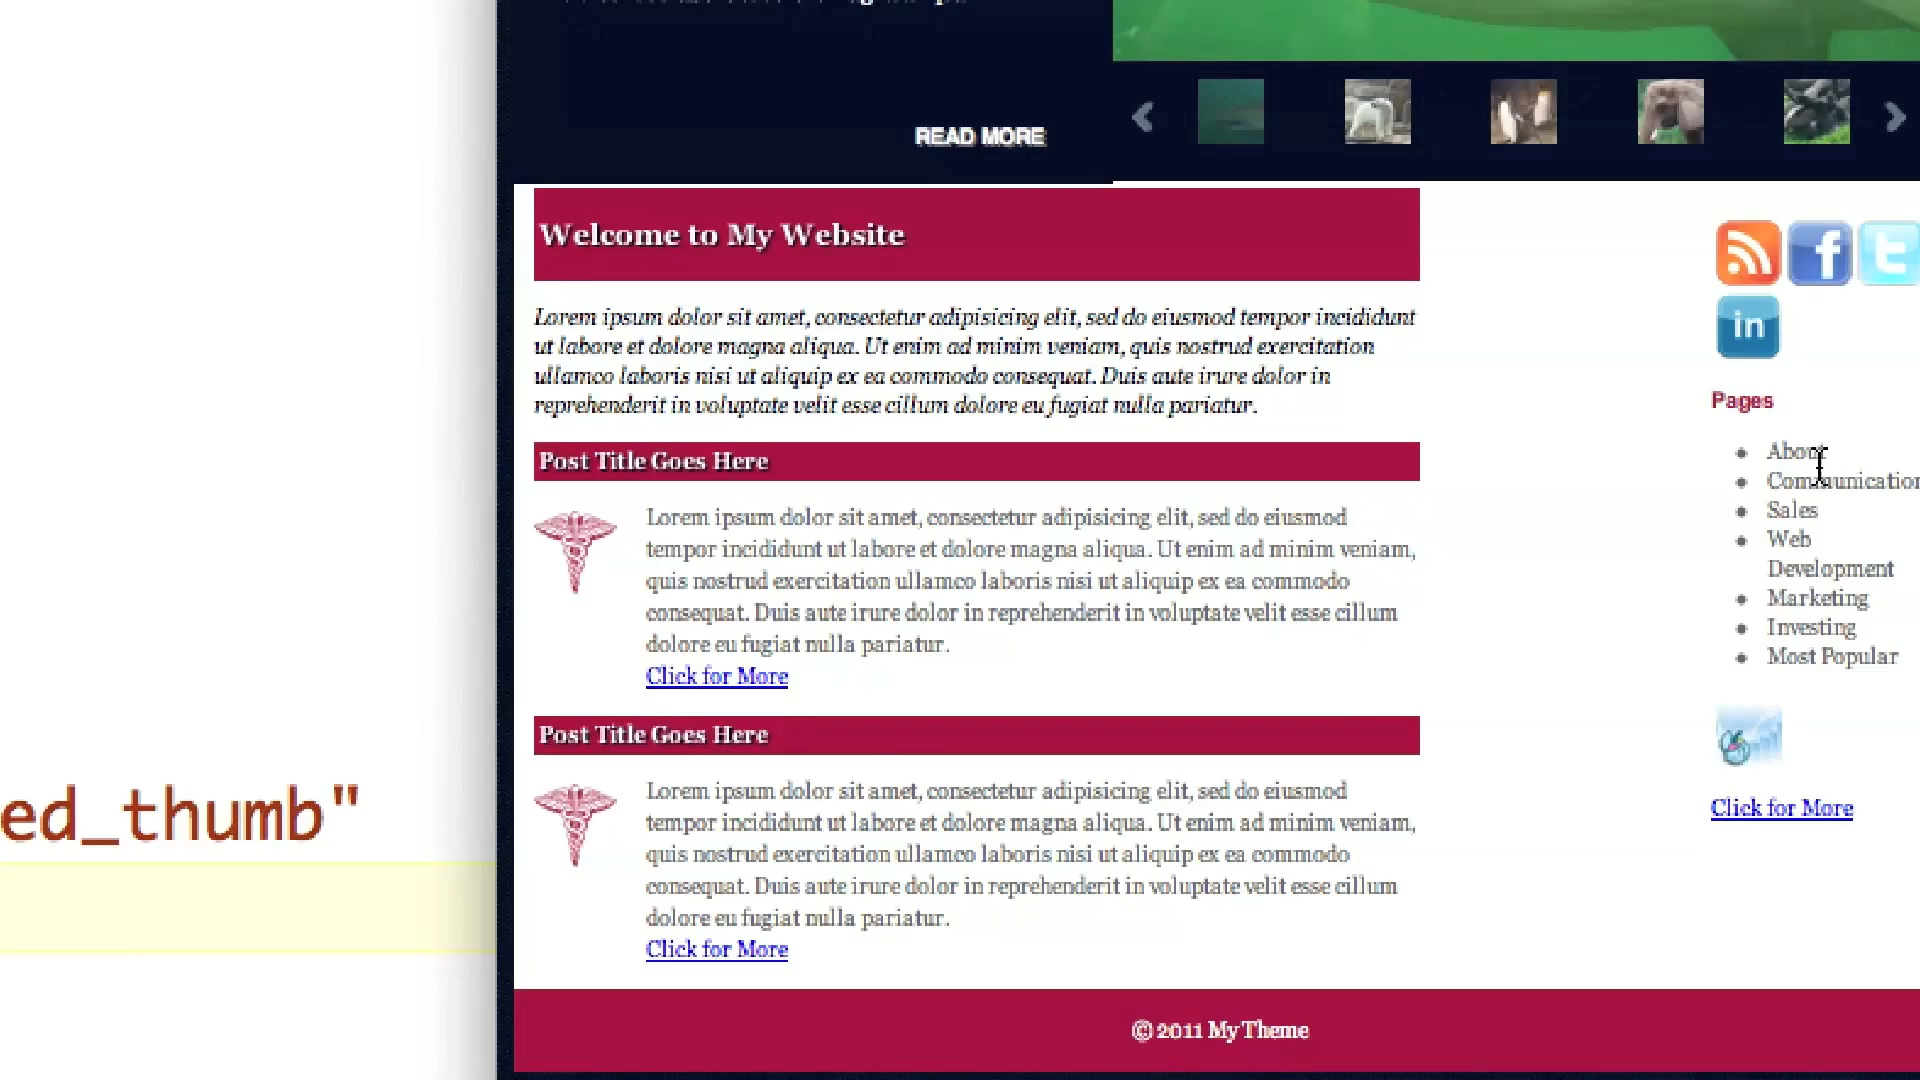 READ MORE
Welcome to My Website
Lorem ipsum dolor sit amet, consectetur adipisicing elit, sed do eiusmod tempor incididunt
ut labore et dolore magna aliqua. Ut enim ad minim veniam, quis nostrud exercitation
ullamco laboris nisi ut aliquip ex ea commodo consequat. Duis aute irure dolor in
reprehenderit in voluptate velit esse cillum dolore eu fugiat nulla pariatur.
Post Title Goes Here
Lorem ipsum dolor sit amet, consectetur adipisicing elit, sed do eiusmod
tempor incididunt ut labore et dolore magna aliqua. Ut enim ad minim veniam,
quis nostrud exercitation ullamco laboris nisi ut aliquip ex ea commodo
consequat. Duis aute irure dolor in reprehenderit in voluptate velit esse cillum
dolore eu fugiat nulla pariatur.
Click for More
Post Title Goes Here
Lorem ipsum dolor sit amet, consectetur adipisicing elit, sed do eiusmod
tempor incididunt ut labore et dolore magna aliqua. Ut enim ad minim veniam,
quis nostrud exercitation ullamco laboris nisi ut aliquip ex ea commodo
consequat. Duis aute irure dolor in reprehenderit in voluptate velit esse cillum
dolore eu fugiat nulla pariatur.
Click for More
f
t
in
Pages
About
Communication
Sales
Web
Development
Marketing
Investing
Most Popular
Click for More
ed_thumb"
© 2011 My Theme